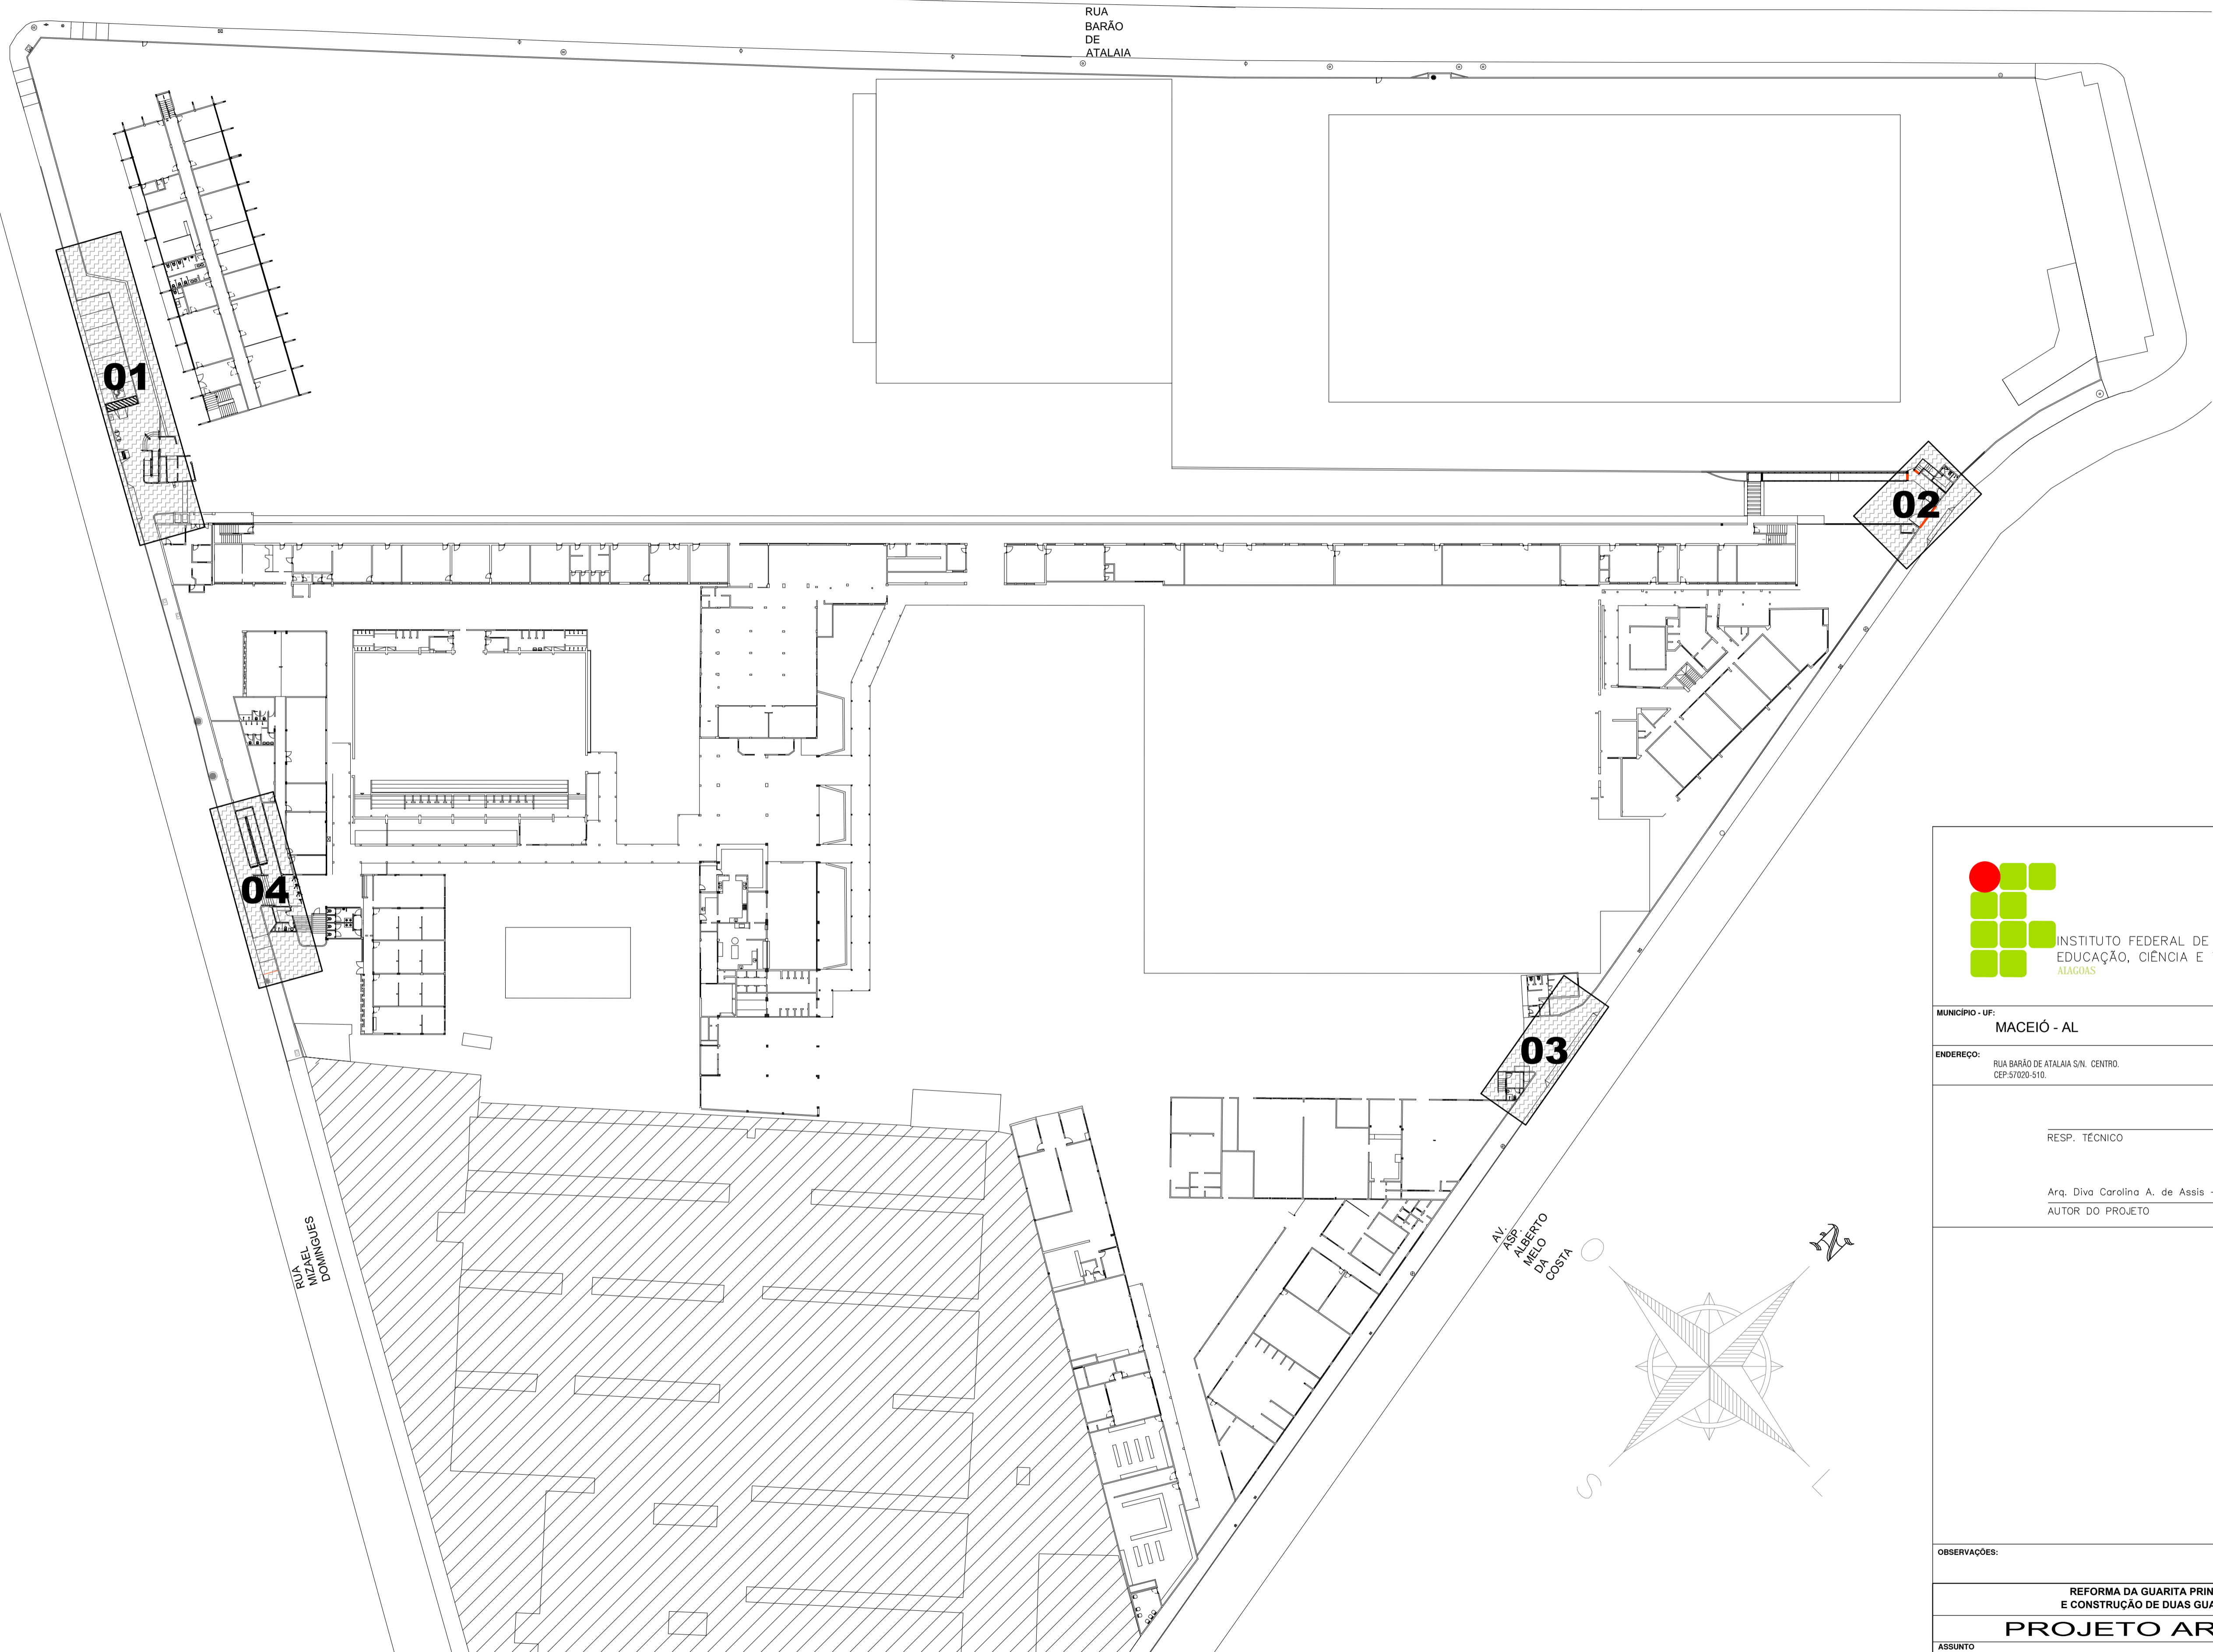 RUA
BARÃO
DE
ATALAIA
01
02
04
03
RUA
MIZAEL
DOMINGUES
AV.
ASP.
ALBERTO
MELO
DA
COSTA
N
O
S
L
INSTITUTO FEDERAL DE
EDUCAÇÃO, CIÊNCIA E
ALAGOAS
MUNICÍPIO - UF:
MACEIÓ - AL
ENDEREÇO:
RUA BARÃO DE ATALAIA S/N. CENTRO.
CEP:57020-510.
RESP. TÉCNICO
Arq. Diva Carolina A. de Assis -
AUTOR DO PROJETO
OBSERVAÇÕES:
REFORMA DA GUARITA PRIN
E CONSTRUÇÃO DE DUAS GUA
PROJETO AR
ASSUNTO